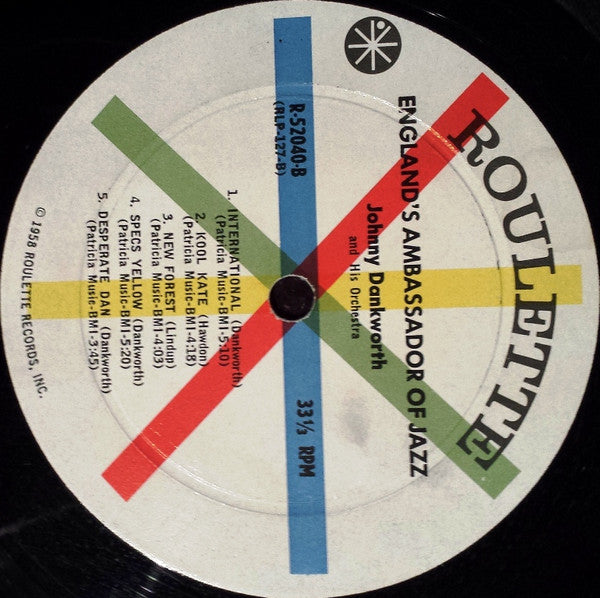 ROULETTE
ENGLAND'S AMBASSADOR OF JAZZ
Johnny Dankworth
and His Orchestra
R-52040-B
(RLP-127-B)
33⅓ RPM
1. INTERNATIONAL (Dankworth)
(Patricia Music-BMI-5:10)
2. KOOL KATE (Hawdon)
(Patricia Music-BMI-4:18)
3. NEW FOREST (Lindup)
(Patricia Music-BMI-4:03)
4. SPECS YELLOW (Dankworth)
(Patricia Music-BMI-5:20)
5. DESPERATE DAN (Dankworth)
(Patricia Music-BMI-3:45)
© 1958 ROULETTE RECORDS, INC.